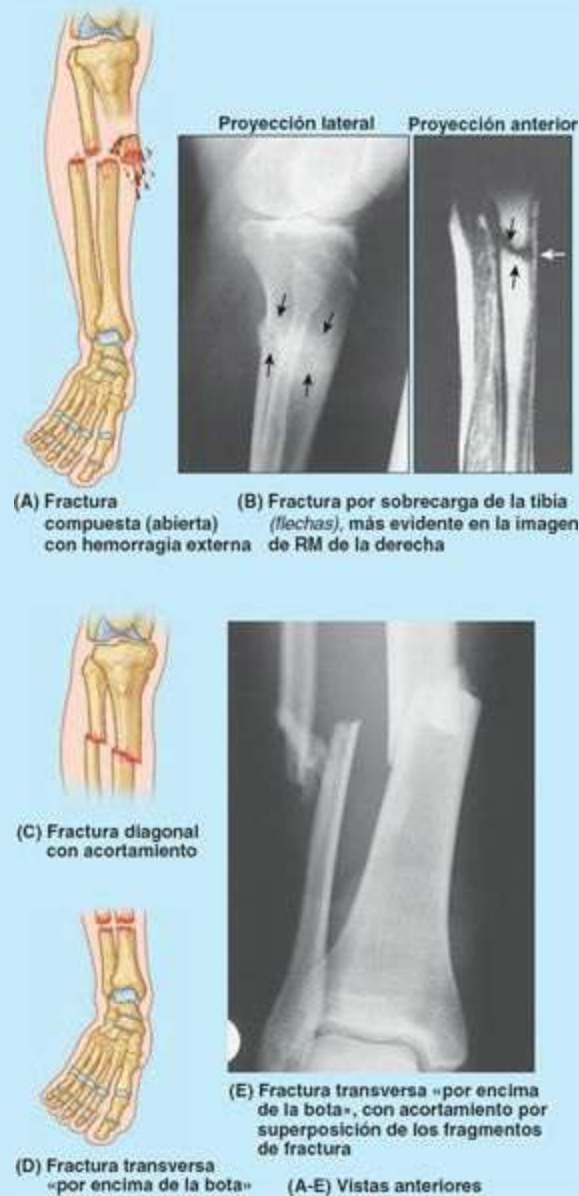 Proyección lateral
Proyección anterior
(A) Fractura
compuesta (abierta)
con hemorragia externa
(B) Fractura por sobrecarga de la tibia
(flechas), más evidente en la imagen
de RM de la derecha
(C) Fractura diagonal
con acortamiento
(E) Fractura transversa «por encima
de la bota», con acortamiento por
superposición de los fragmentos
de fractura
(D) Fractura transversa
«por encima de la bota»
(A-E) Vistas anteriores